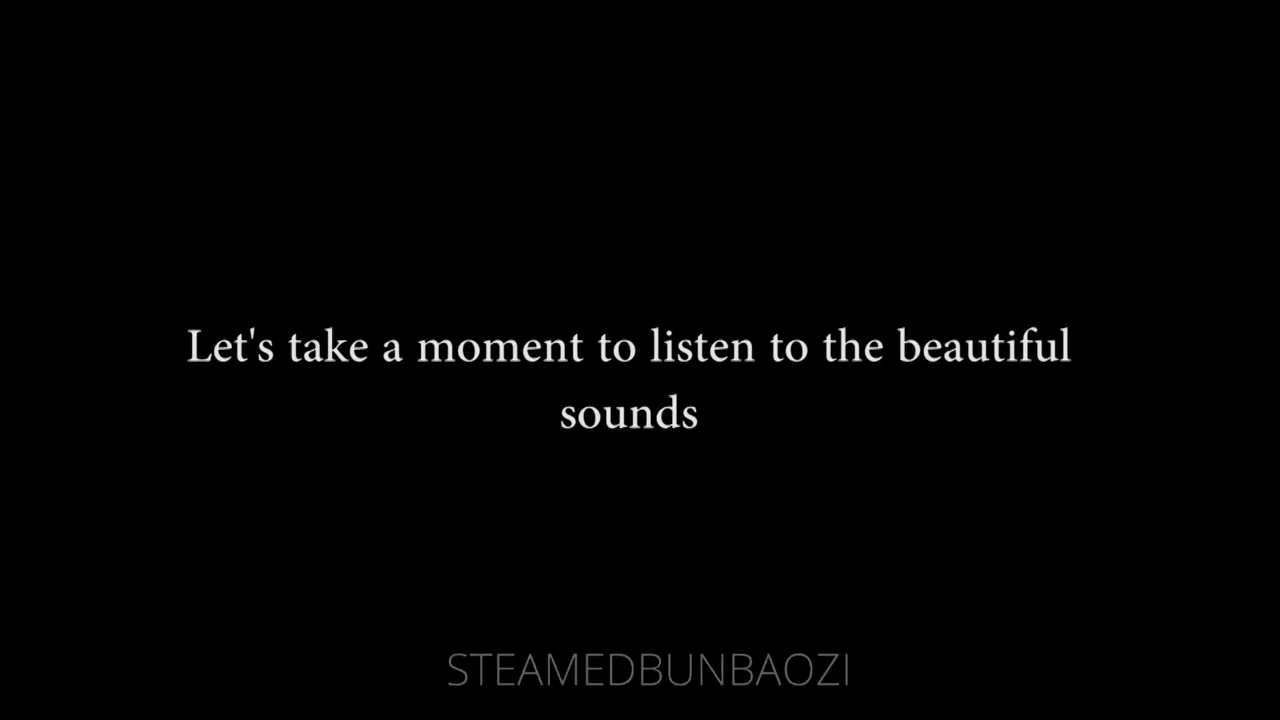 Let's take a moment to listen to the beautiful
sounds
STEAMEDBUNBAOZI